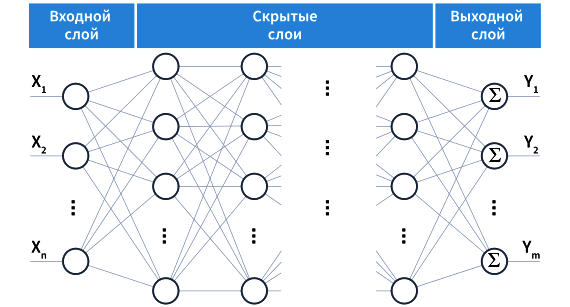 Входной
слой
Скрытые
слои
Выходной
слой
X1
X2
Xn
Σ
Σ
Σ
Y1
Y2
Ym